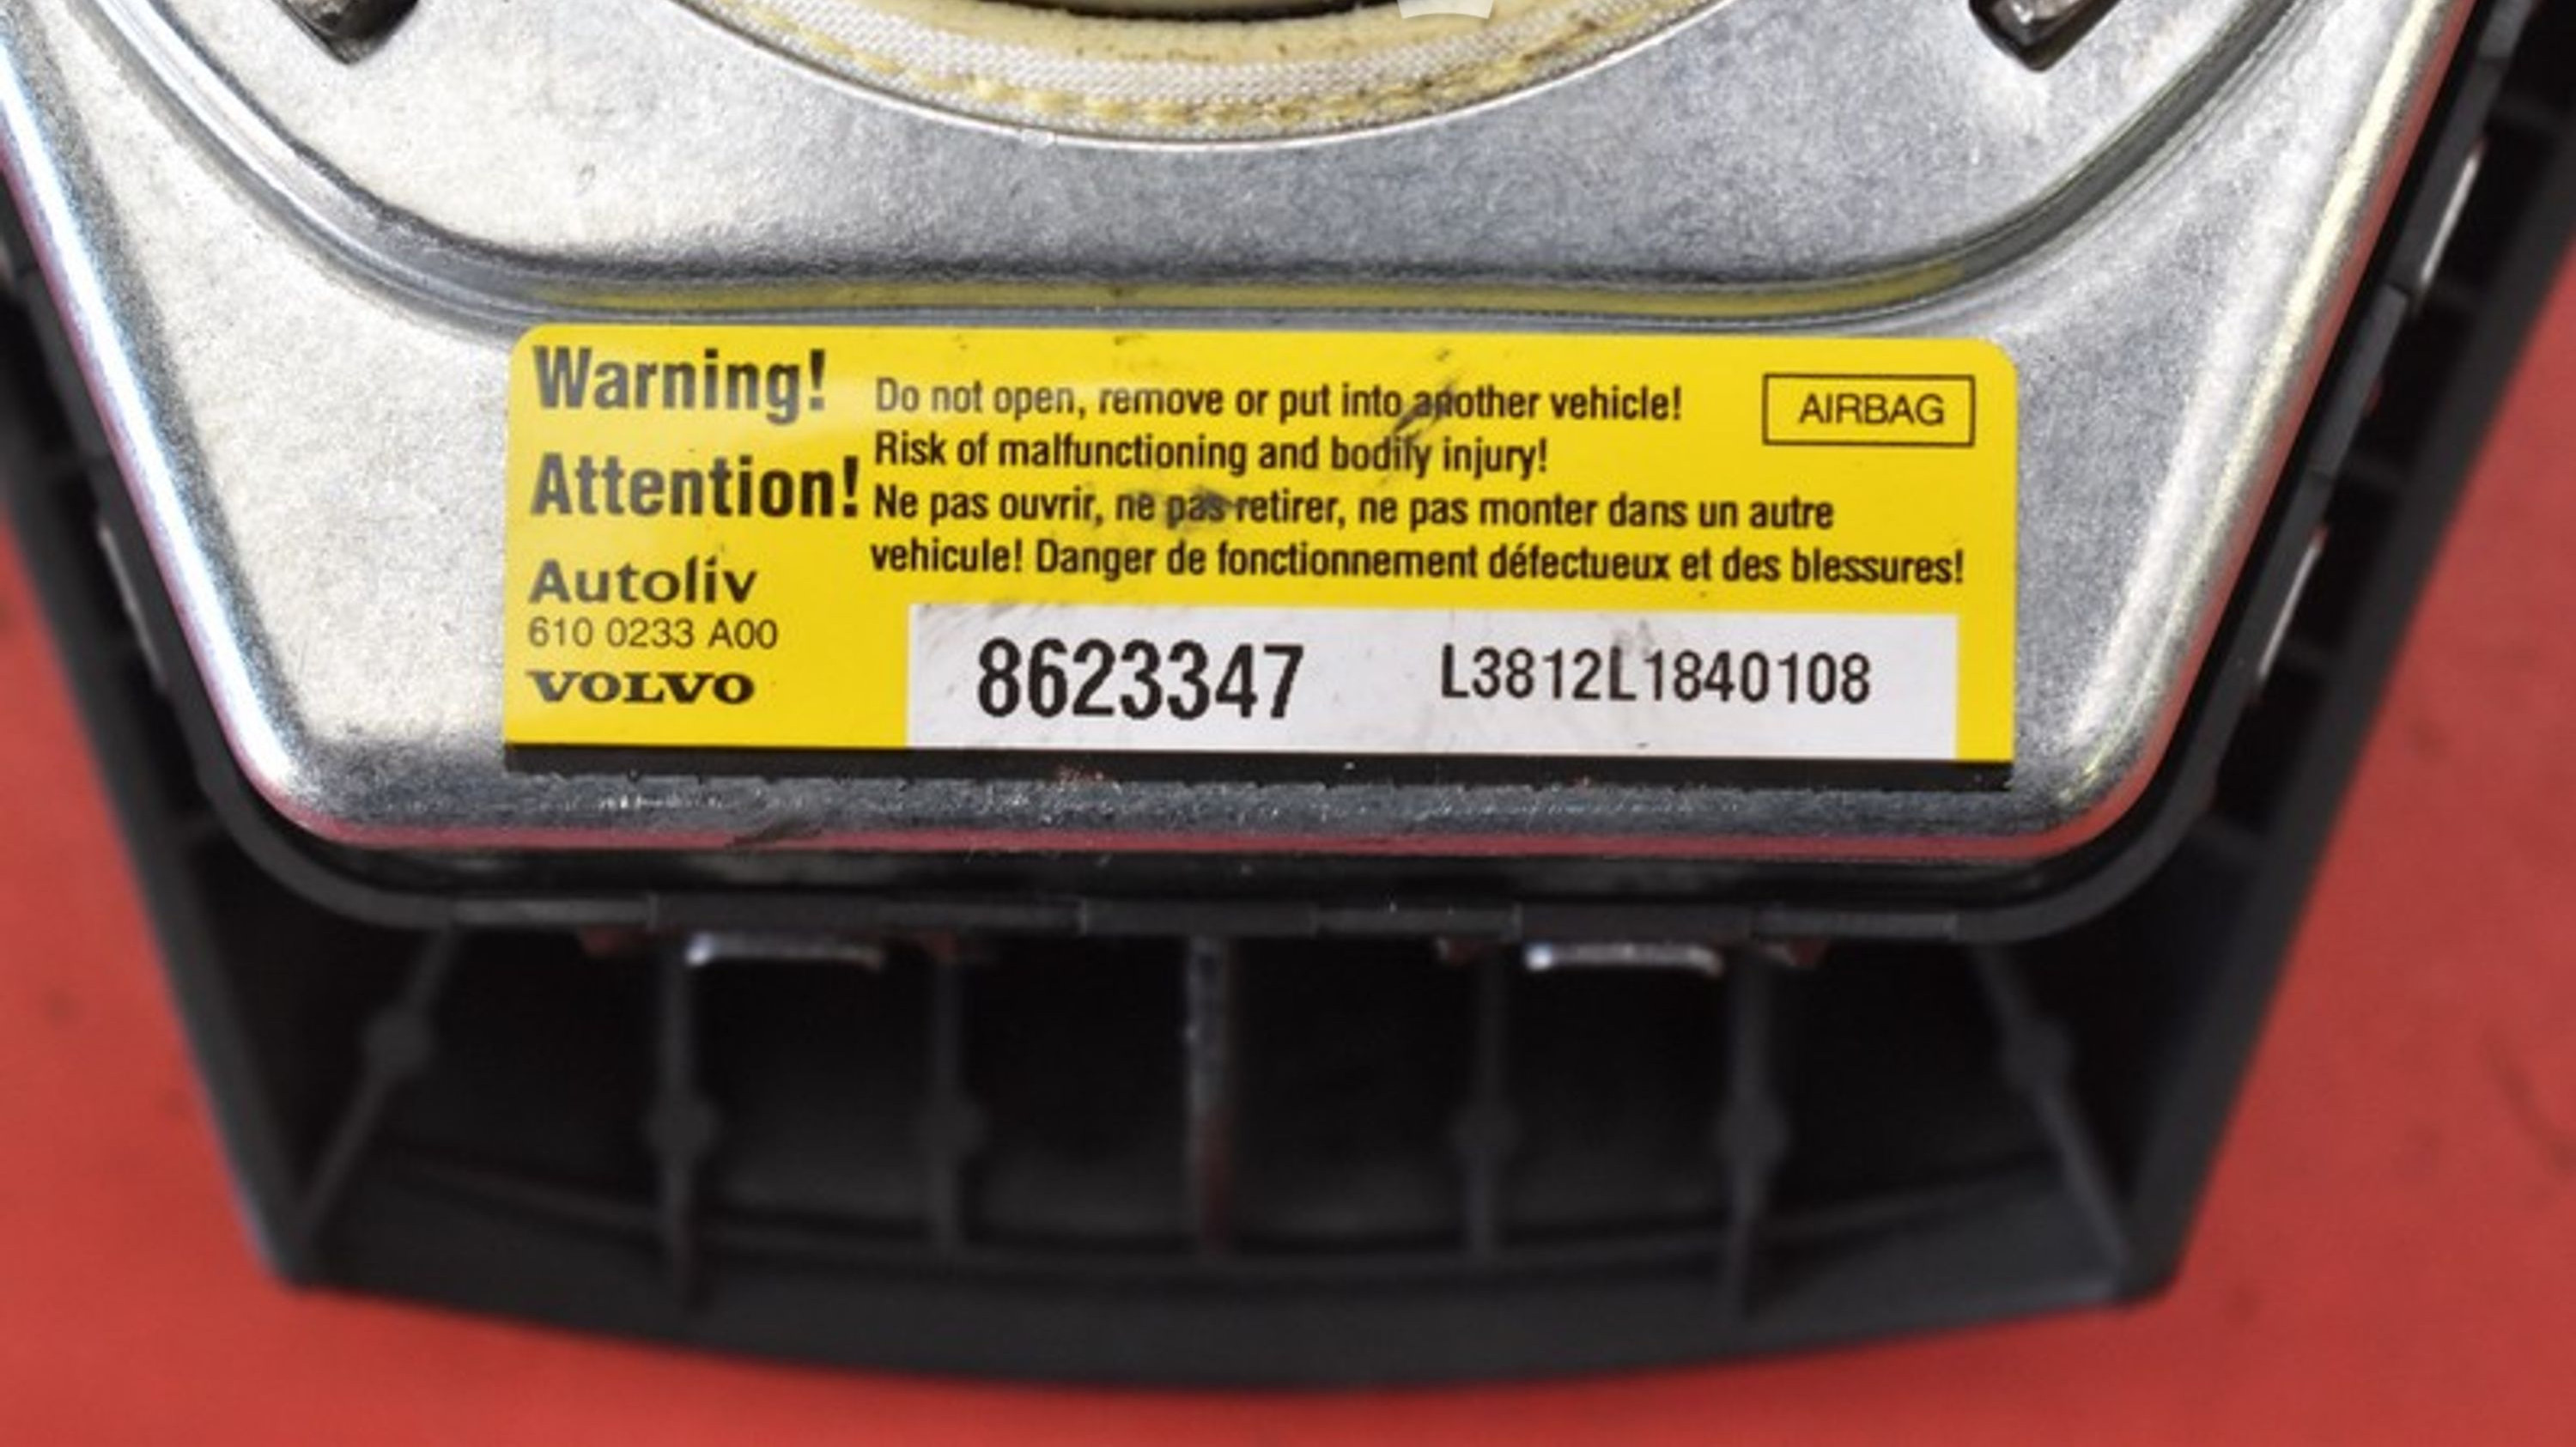 Warning!
Attention!
Autoliv
610 0233 A00
VOLVO
Do not open, remove or put into another vehicle!
Risk of malfunctioning and bodily injury!
Ne pas ouvrir, ne pas retirer, ne pas monter dans un autre
vehicule! Danger de fonctionnement défectueux et des blessures!
AIRBAG
8623347 L3812L1840108